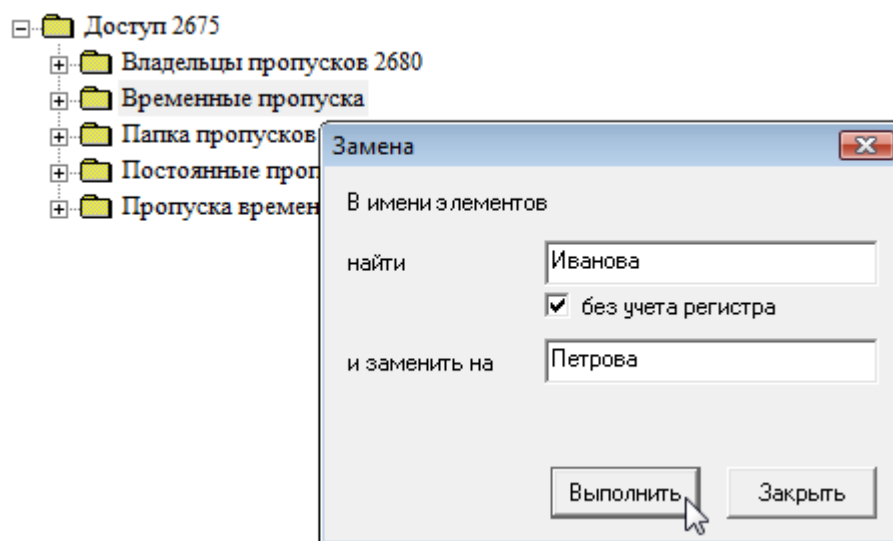 Доступ 2675
Владельцы пропусков 2680
Временные пропуска
Папка пропусков
Постоянные проп
Пропуска времен
Замена
В имени элементов
найти
Иванова
без учета регистра
и заменить на
Петрова
Выполнить
Закрыть